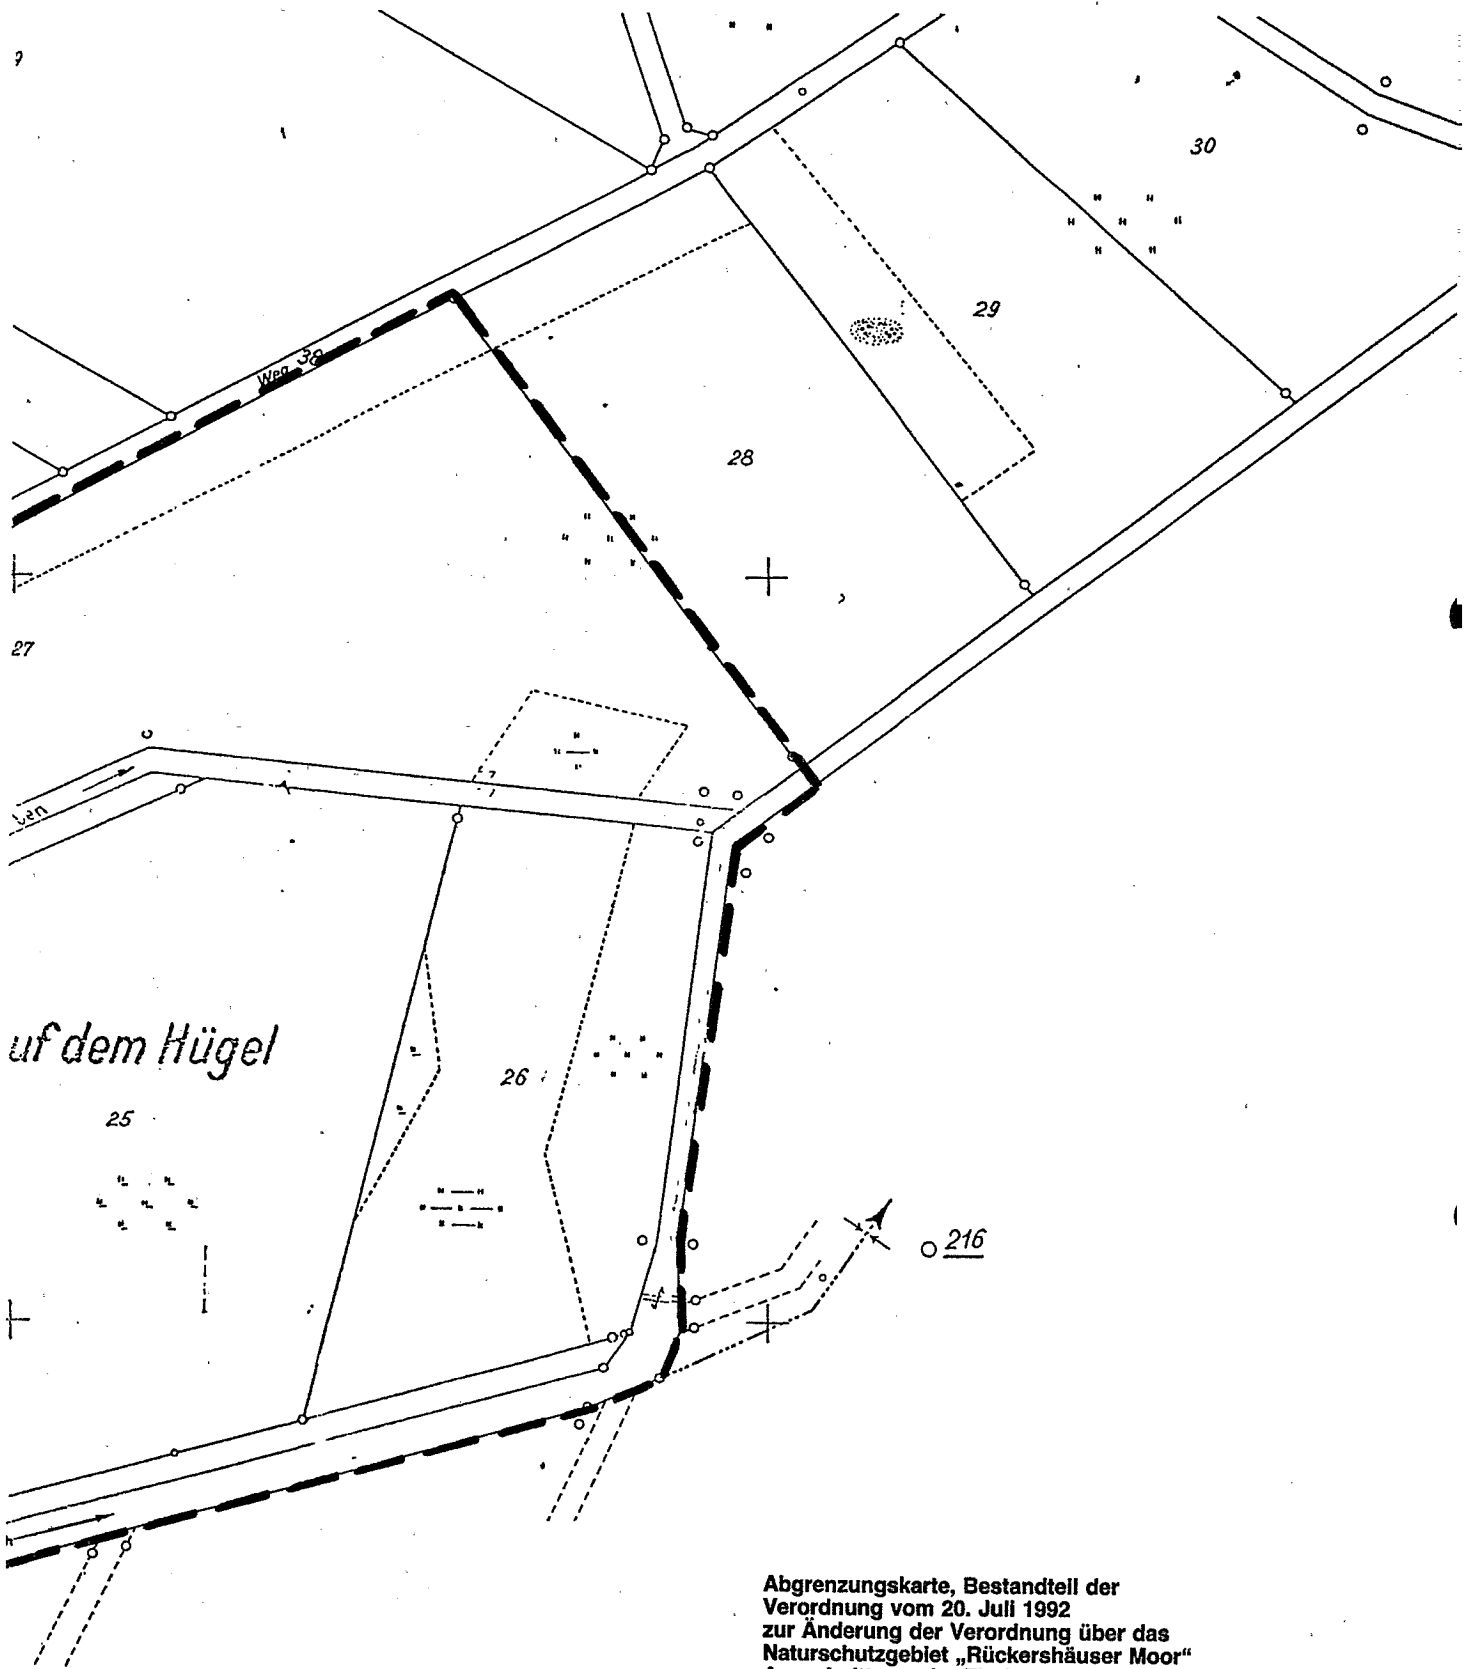 30
29
Weg 38
28
27
uf dem Hügel
26
25
216
Abgrenzungskarte, Bestandteil der
Verordnung vom 20. Juli 1992
zur Änderung der Verordnung über das
Naturschutzgebiet „Rückershäuser Moor“